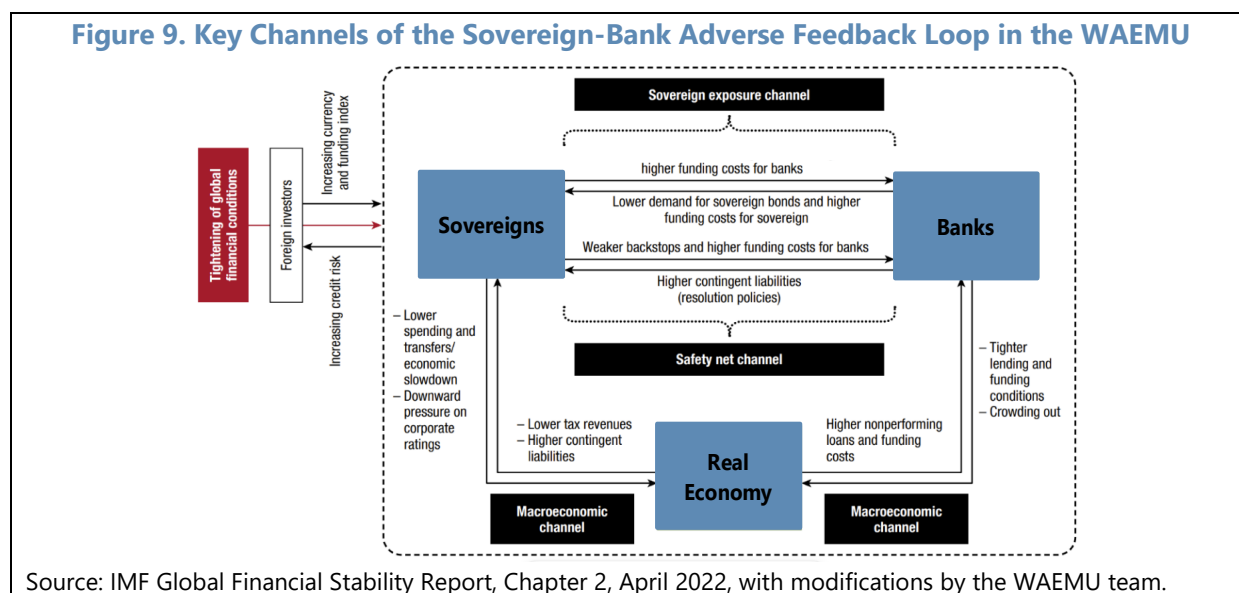 Figure 9. Key Channels of the Sovereign-Bank Adverse Feedback Loop in the WAEMU
Tightening of global
financial conditions
Foreign investors
Increasing currency
and funding index
Increasing credit risk
Sovereign exposure channel
higher funding costs for banks
Lower demand for sovereign bonds and higher
funding costs for sovereign
Sovereigns
Banks
Weaker backstops and higher funding costs for banks
Higher contingent liabilities
(resolution policies)
Safety net channel
– Lower
spending and
transfers/
economic
slowdown
– Downward
pressure on
corporate
ratings
– Lower tax revenues
– Higher contingent
liabilities
Real
Economy
Higher nonperforming
loans and funding
costs
– Tighter
lending and
funding
conditions
– Crowding out
Macroeconomic
channel
Macroeconomic
channel
Source: IMF Global Financial Stability Report, Chapter 2, April 2022, with modifications by the WAEMU team.